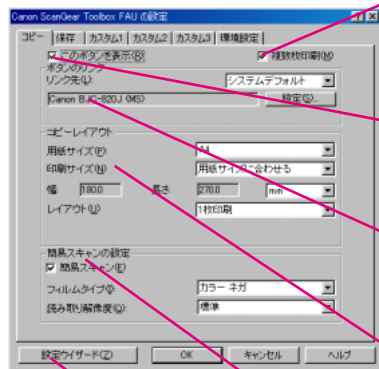 Canon ScanGear Toolbox FAU の設定
コピー 保存 カスタム1 カスタム2 カスタム3 環境設定
このボタンを表示(B) 複数枚印刷(M)
ボタンのリンク
リンク先(L) システムデフォルト
Canon BJC-820J (MS) 設定(S)...
コピーレイアウト
用紙サイズ(P) A4
印刷サイズ(N) 用紙サイズに合わせる
幅 180.0 長さ 270.0 mm
レイアウト(U) 1枚印刷
簡易スキャンの設定
簡易スキャン(E)
フィルムタイプ カラー ネガ
読み取り解像度(Q) 標準
設定ウィザード(Z) OK キャンセル ヘルプ